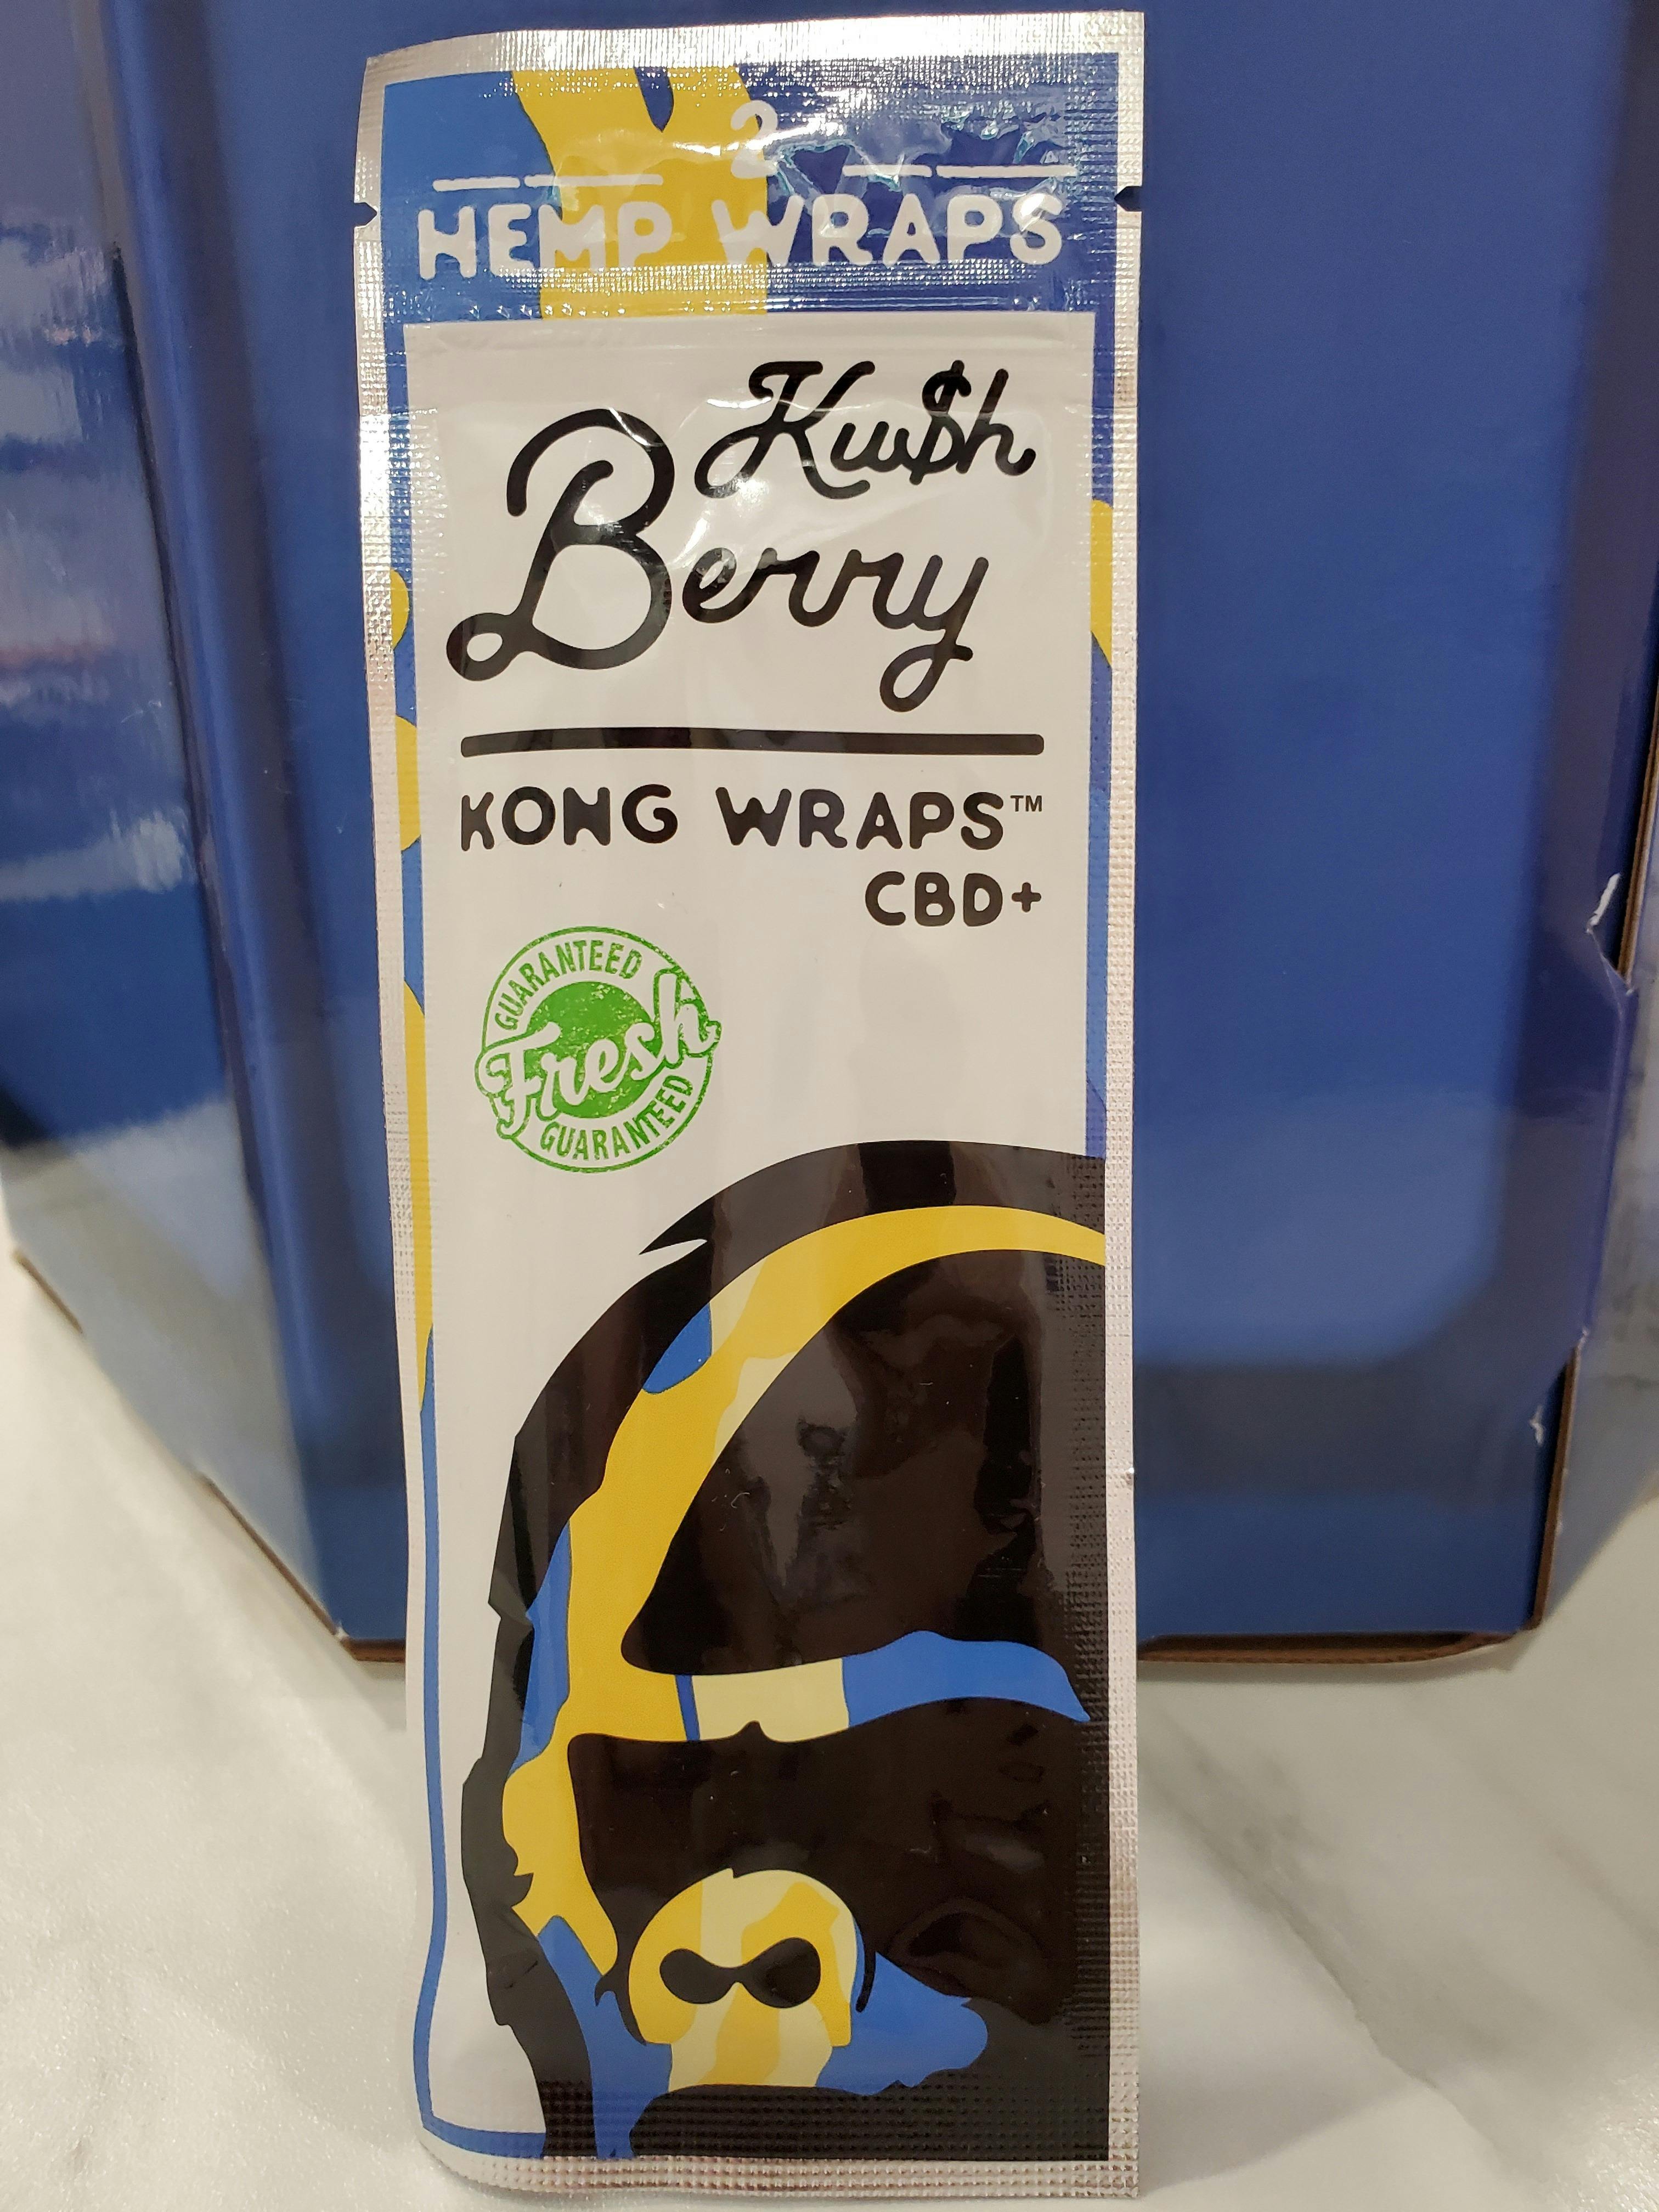 2
HEMP WRAPS
Ku$h
Berry
KONG WRAPS™
CBD+
GUARANTEED
Fresh
GUARANTEED